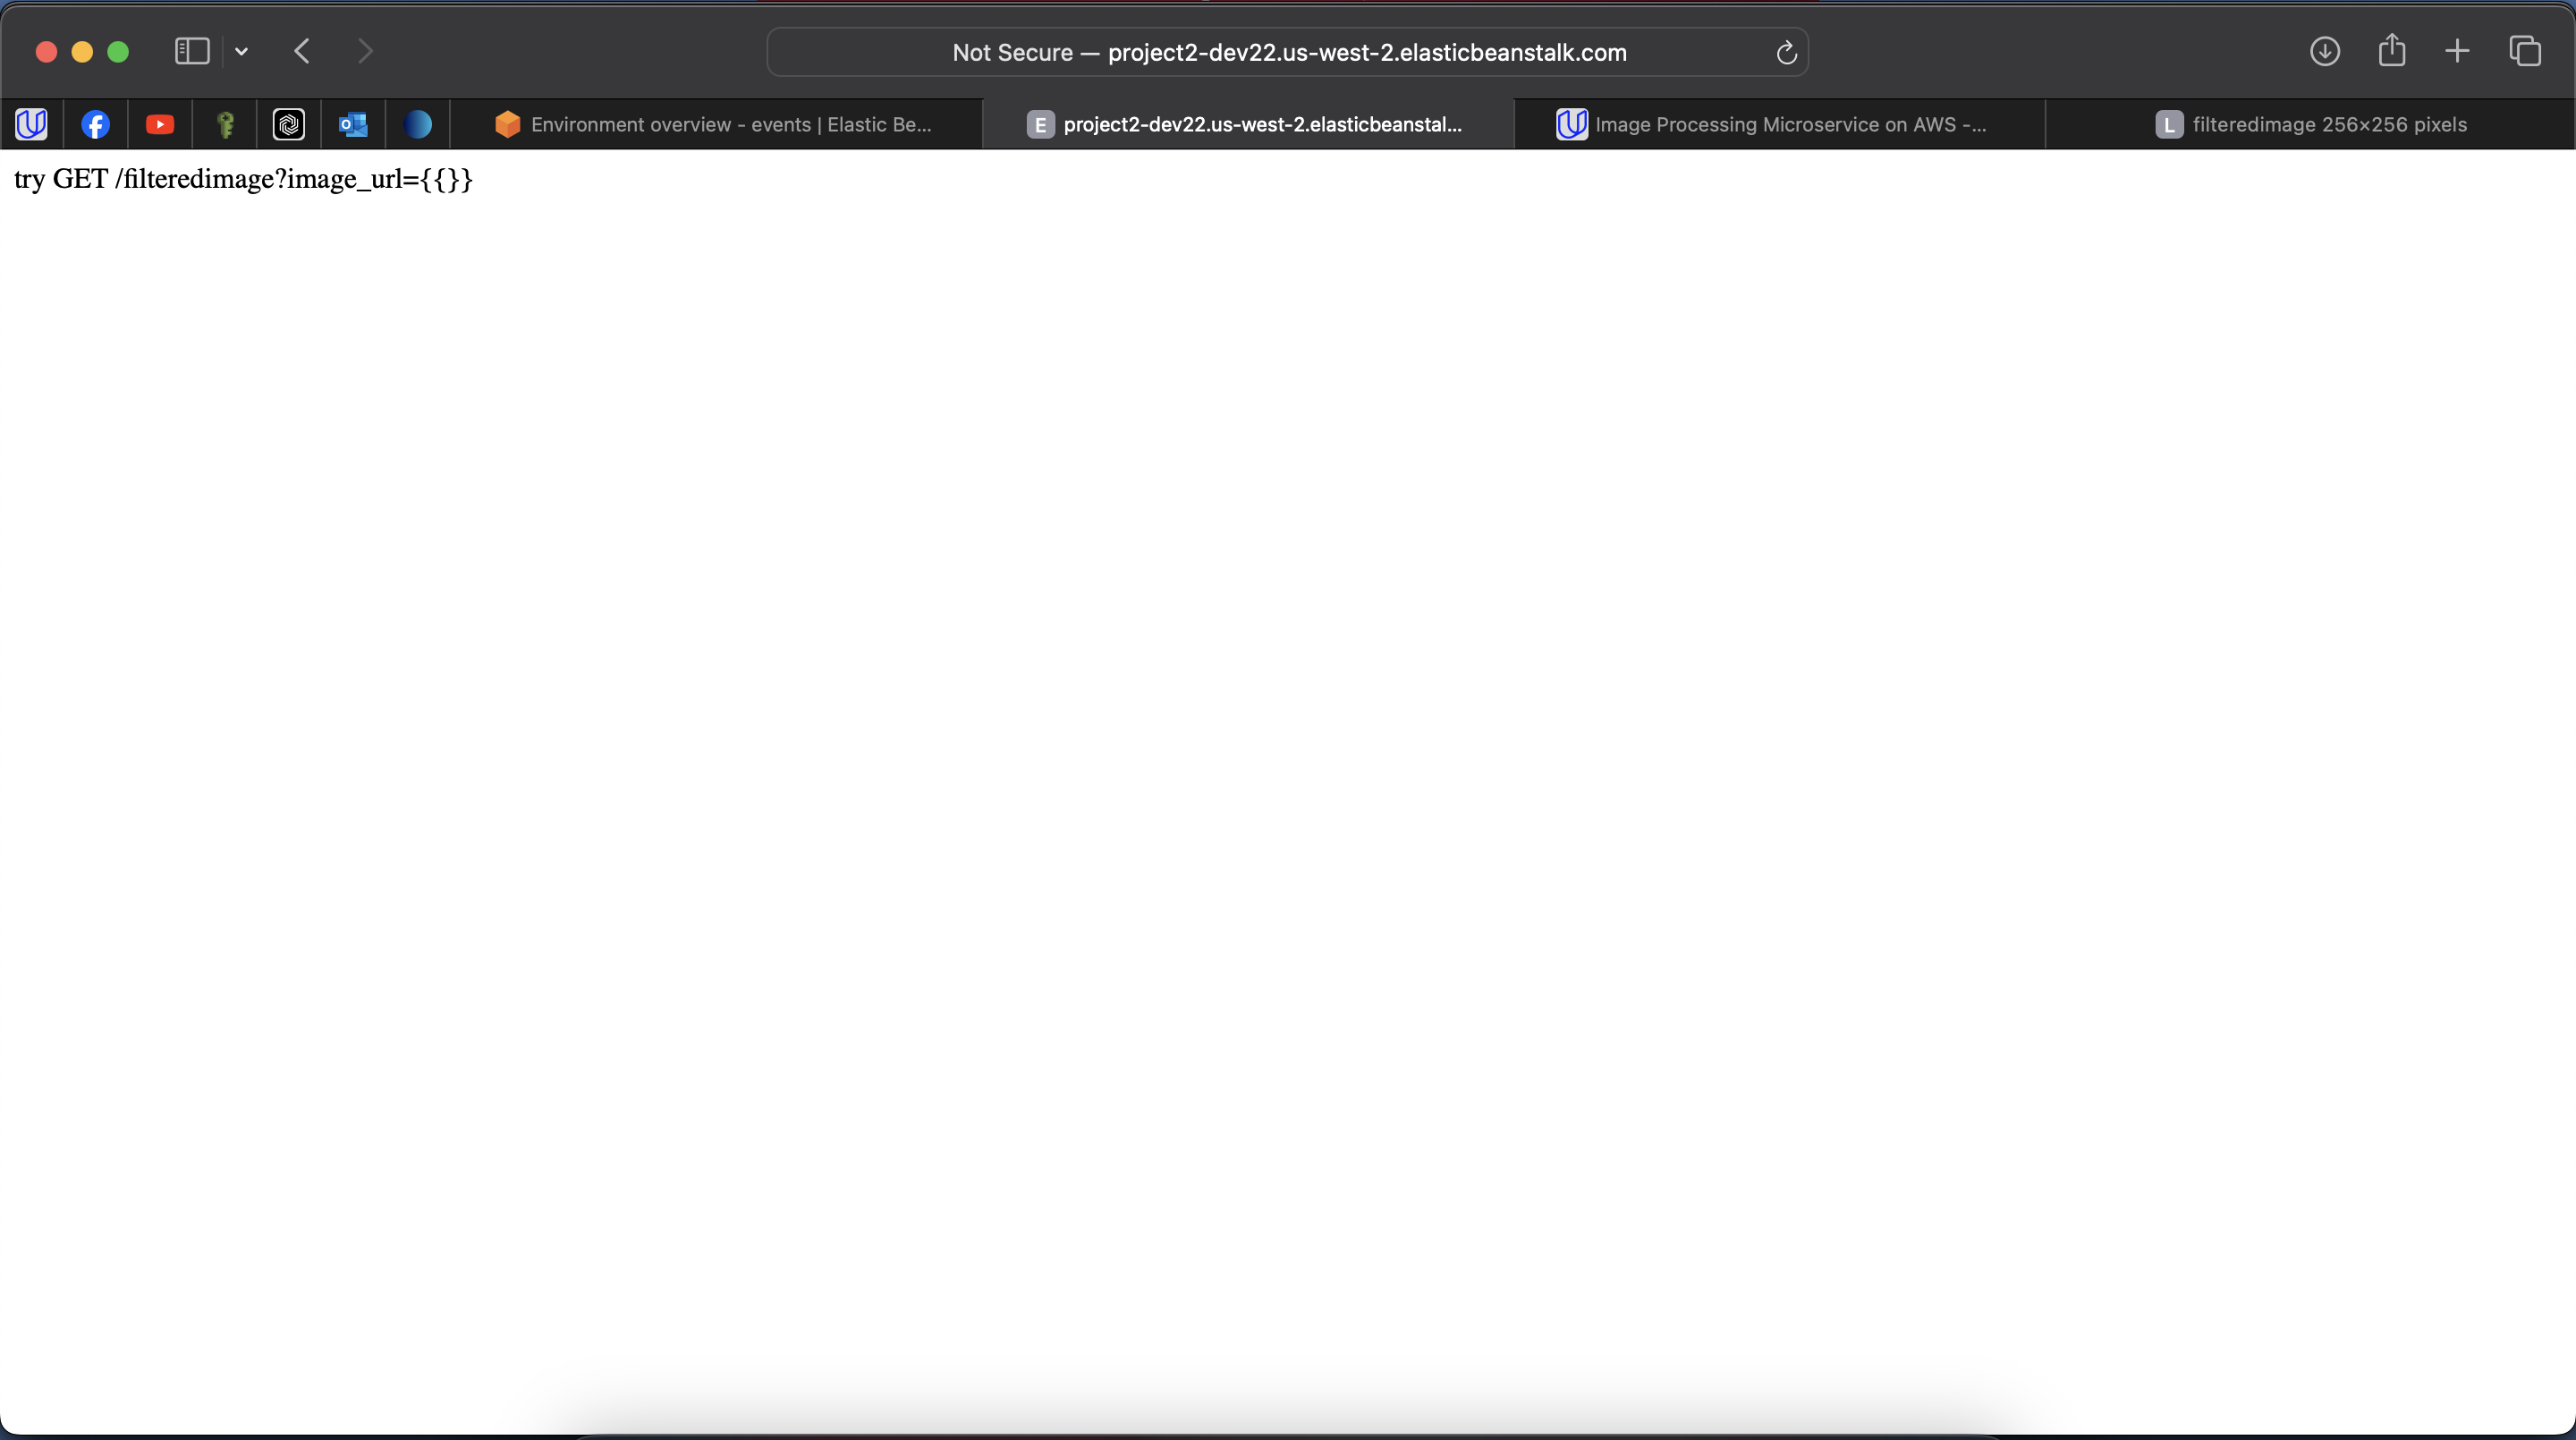 Not Secure — project2-dev22.us-west-2.elasticbeanstalk.com
Environment overview - events | Elastic Be...
E project2-dev22.us-west-2.elasticbeanstal...
Image Processing Microservice on AWS -...
L filteredimage 256×256 pixels
try GET /filteredimage?image_url={{}}